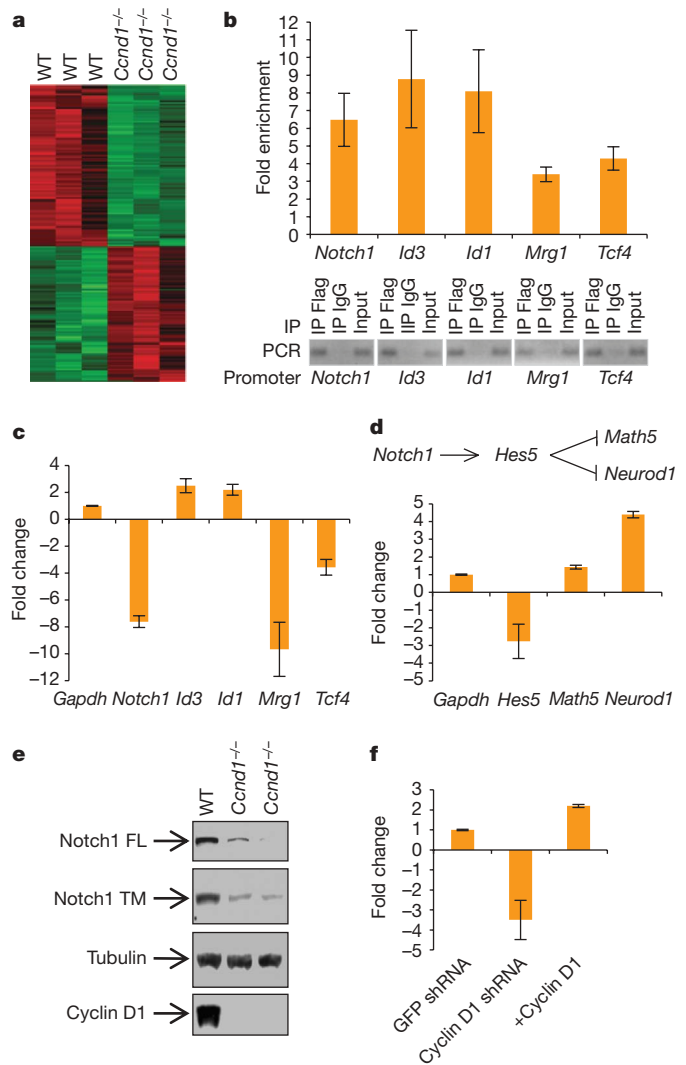 a
WT
WT
WT
Ccnd1–/–
Ccnd1–/–
Ccnd1–/–
b
Fold enrichment
12
11
10
9
8
7
6
5
4
3
2
1
0
Notch1 Id3 Id1 Mrg1 Tcf4
IP
IP Flag
IP IgG
Input
IP Flag
IIP IgG
Input
IP Flag
IP IgG
Input
IP Flag
IP IgG
Input
IP Flag
IP IgG
Input
PCR
Promoter Notch1 Id3 Id1 Mrg1 Tcf4
c
Fold change
4
2
0
–2
–4
–6
–8
–10
–12
Gapdh Notch1 Id3 Id1 Mrg1 Tcf4
d
Notch1 Hes5 Math5
Neurod1
Fold change
5
4
3
2
1
0
–1
–2
–3
–4
–5
Gapdh Hes5 Math5 Neurod1
e
WT
Ccnd1–/–
Ccnd1–/–
Notch1 FL
Notch1 TM
Tubulin
Cyclin D1
f
Fold change
3
2
1
0
–1
–2
–3
–4
–5
GFP shRNA
Cyclin D1 shRNA
+Cyclin D1